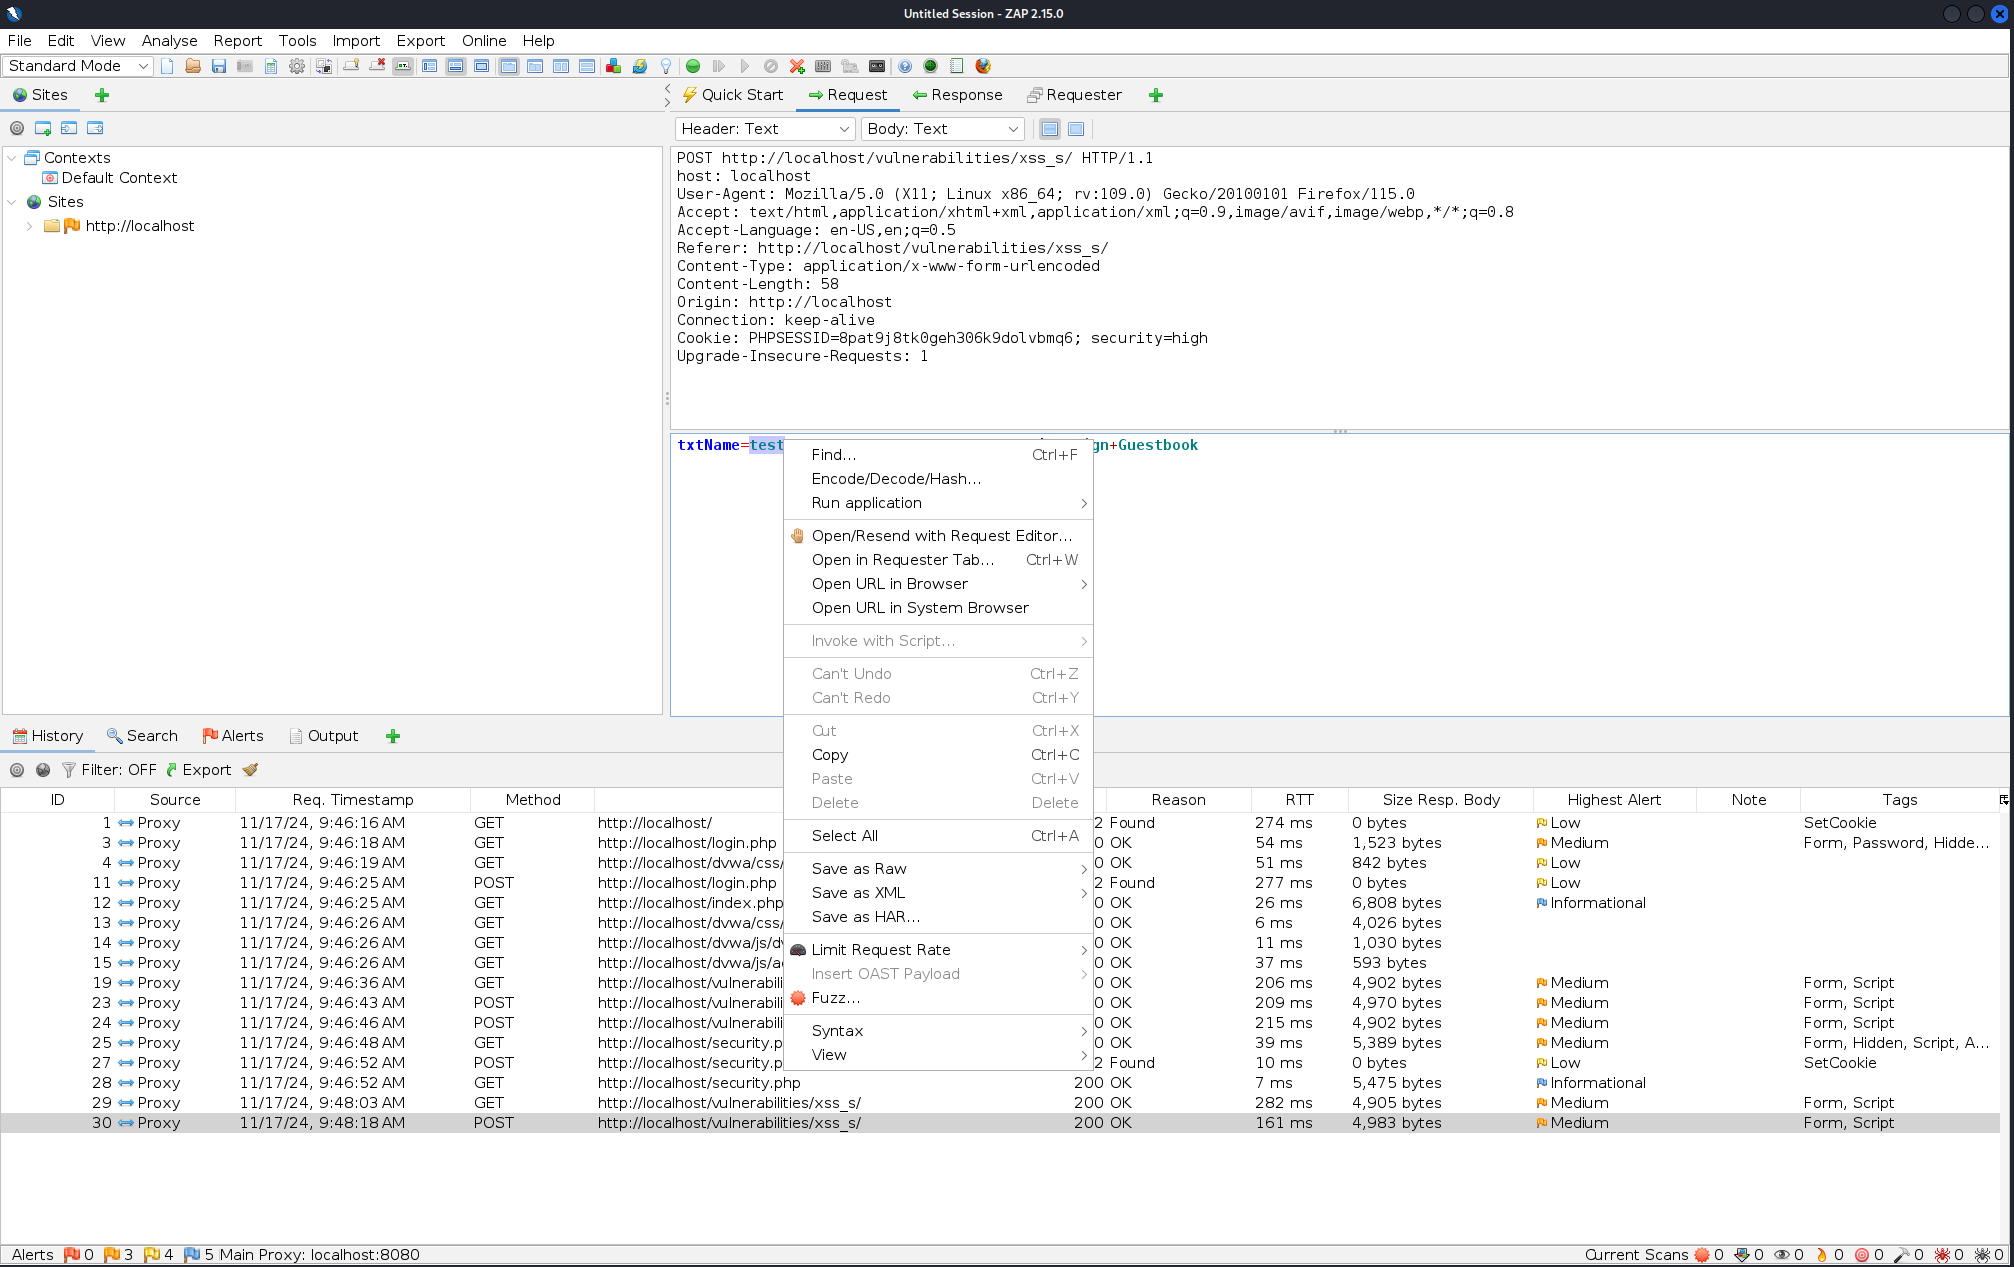 Untitled Session - ZAP 2.15.0
File Edit View Analyse Report Tools Import Export Online Help
Standard Mode
Sites
Quick Start Request Response Requester
Header: Text Body: Text
Contexts
Default Context
Sites
http://localhost
POST http://localhost/vulnerabilities/xss_s/ HTTP/1.1
host: localhost
User-Agent: Mozilla/5.0 (X11; Linux x86_64; rv:109.0) Gecko/20100101 Firefox/115.0
Accept: text/html,application/xhtml+xml,application/xml;q=0.9,image/avif,image/webp,*/*;q=0.8
Accept-Language: en-US,en;q=0.5
Referer: http://localhost/vulnerabilities/xss_s/
Content-Type: application/x-www-form-urlencoded
Content-Length: 58
Origin: http://localhost
Connection: keep-alive
Cookie: PHPSESSID=8pat9j8tk0geh306k9dolvbmq6; security=high
Upgrade-Insecure-Requests: 1
txtName=test gn+Guestbook
Find... Ctrl+F
Encode/Decode/Hash...
Run application
Open/Resend with Request Editor...
Open in Requester Tab... Ctrl+W
Open URL in Browser
Open URL in System Browser
Invoke with Script...
Can't Undo Ctrl+Z
Can't Redo Ctrl+Y
Cut Ctrl+X
Copy Ctrl+C
Paste Ctrl+V
Delete Delete
Select All Ctrl+A
Save as Raw
Save as XML
Save as HAR...
Limit Request Rate
Insert OAST Payload
Fuzz...
Syntax
View
History Search Alerts Output
Filter: OFF Export
ID Source Req. Timestamp Method Reason RTT Size Resp. Body Highest Alert Note Tags
1 Proxy 11/17/24, 9:46:16 AM GET http://localhost/ 2 Found 274 ms 0 bytes Low SetCookie
3 Proxy 11/17/24, 9:46:18 AM GET http://localhost/login.php 0 OK 54 ms 1,523 bytes Medium Form, Password, Hidde...
4 Proxy 11/17/24, 9:46:19 AM GET http://localhost/dvwa/css/ 0 OK 51 ms 842 bytes Low
11 Proxy 11/17/24, 9:46:25 AM POST http://localhost/login.php 2 Found 277 ms 0 bytes Low
12 Proxy 11/17/24, 9:46:25 AM GET http://localhost/index.php 0 OK 26 ms 6,808 bytes Informational
13 Proxy 11/17/24, 9:46:26 AM GET http://localhost/dvwa/css/ 0 OK 6 ms 4,026 bytes
14 Proxy 11/17/24, 9:46:26 AM GET http://localhost/dvwa/js/d 0 OK 11 ms 1,030 bytes
15 Proxy 11/17/24, 9:46:26 AM GET http://localhost/dvwa/js/a 0 OK 37 ms 593 bytes
19 Proxy 11/17/24, 9:46:36 AM GET http://localhost/vulnerabili 0 OK 206 ms 4,902 bytes Medium Form, Script
23 Proxy 11/17/24, 9:46:43 AM POST http://localhost/vulnerabili 0 OK 209 ms 4,970 bytes Medium Form, Script
24 Proxy 11/17/24, 9:46:46 AM POST http://localhost/vulnerabili 0 OK 215 ms 4,902 bytes Medium Form, Script
25 Proxy 11/17/24, 9:46:48 AM GET http://localhost/security.p 0 OK 39 ms 5,389 bytes Medium Form, Hidden, Script, A...
27 Proxy 11/17/24, 9:46:52 AM POST http://localhost/security.p 2 Found 10 ms 0 bytes Low SetCookie
28 Proxy 11/17/24, 9:46:52 AM GET http://localhost/security.php 200 OK 7 ms 5,475 bytes Informational
29 Proxy 11/17/24, 9:48:03 AM GET http://localhost/vulnerabilities/xss_s/ 200 OK 282 ms 4,905 bytes Medium Form, Script
30 Proxy 11/17/24, 9:48:18 AM POST http://localhost/vulnerabilities/xss_s/ 200 OK 161 ms 4,983 bytes Medium Form, Script
Alerts 0 3 4 5 Main Proxy: localhost:8080 Current Scans 0 0 0 0 0 0 0 0